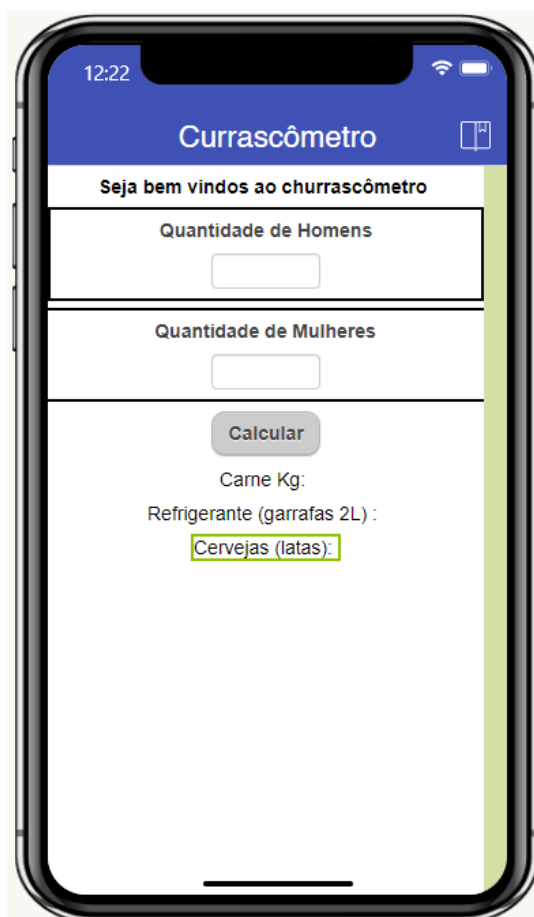 12:22
Currascômetro
Seja bem vindos ao churrascômetro
Quantidade de Homens
Quantidade de Mulheres
Calcular
Carne Kg:
Refrigerante (garrafas 2L) :
Cervejas (latas):